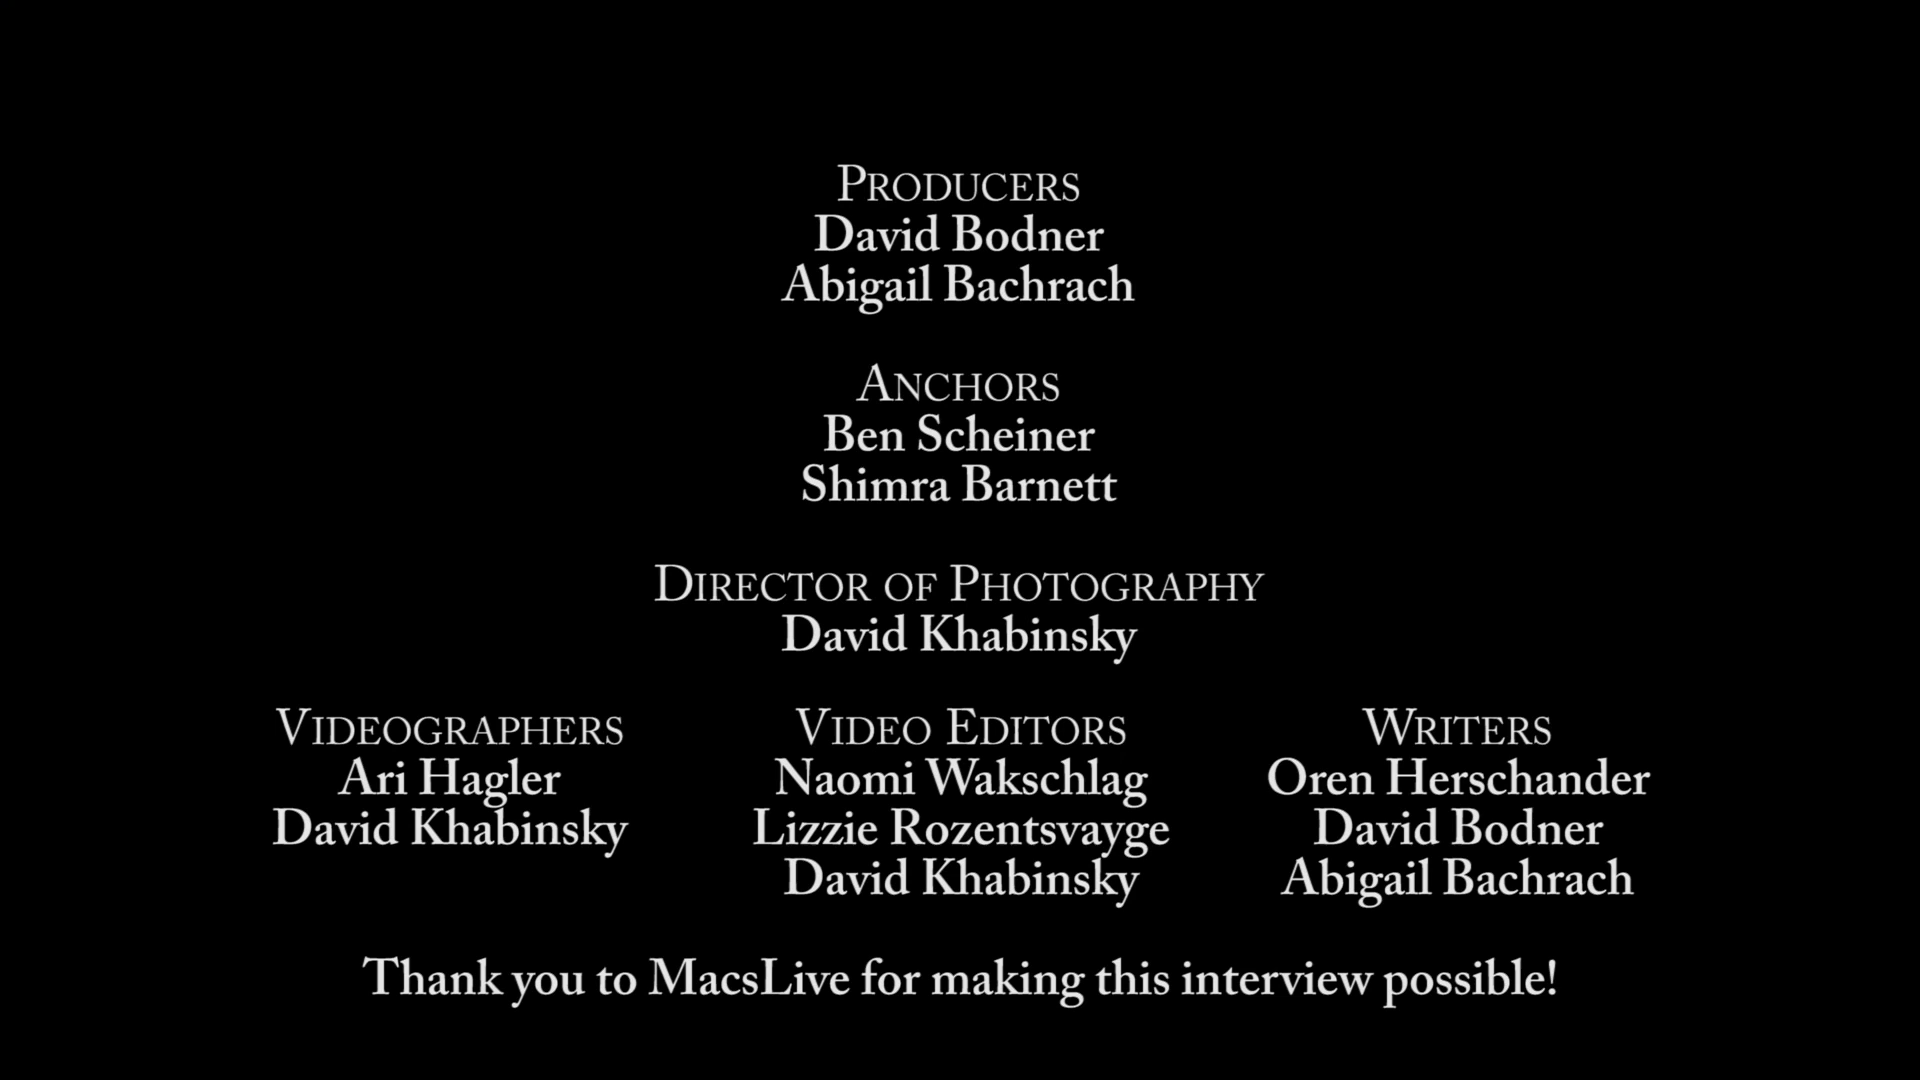 PRODUCERS
David Bodner
Abigail Bachrach
ANCHORS
Ben Scheiner
Shimra Barnett
DIRECTOR OF PHOTOGRAPHY
David Khabinsky
VIDEOGRAPHERS
Ari Hagler
David Khabinsky
VIDEO EDITORS
Naomi Wakschlag
Lizzie Rozentsvayge
David Khabinsky
WRITERS
Oren Herschander
David Bodner
Abigail Bachrach
Thank you to MacsLive for making this interview possible!